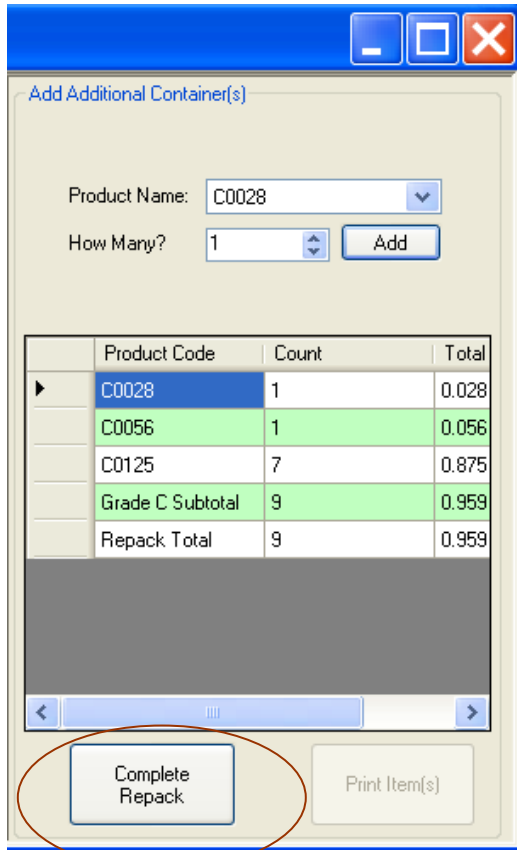 Add Additional Container(s)
Product Name: C0028
How Many? 1 Add
Product Code Count Total
C0028 1 0.028
C0056 1 0.056
C0125 7 0.875
Grade C Subtotal 9 0.959
Repack Total 9 0.959
Complete Print Item(s)
Repack